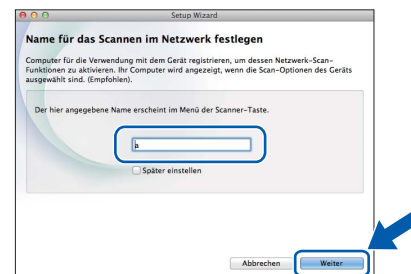 Setup Wizard
Name für das Scannen im Netzwerk festlegen
Computer für die Verwendung mit dem Gerät registrieren, um dessen Netzwerk-Scan-
Funktionen zu aktivieren. Ihr Computer wird angezeigt, wenn die Scan-Optionen des Geräts
ausgewählt sind. (Empfohlen).
Der hier angegebene Name erscheint im Menü der Scanner-Taste.
a
Später einstellen
Abbrechen
Weiter